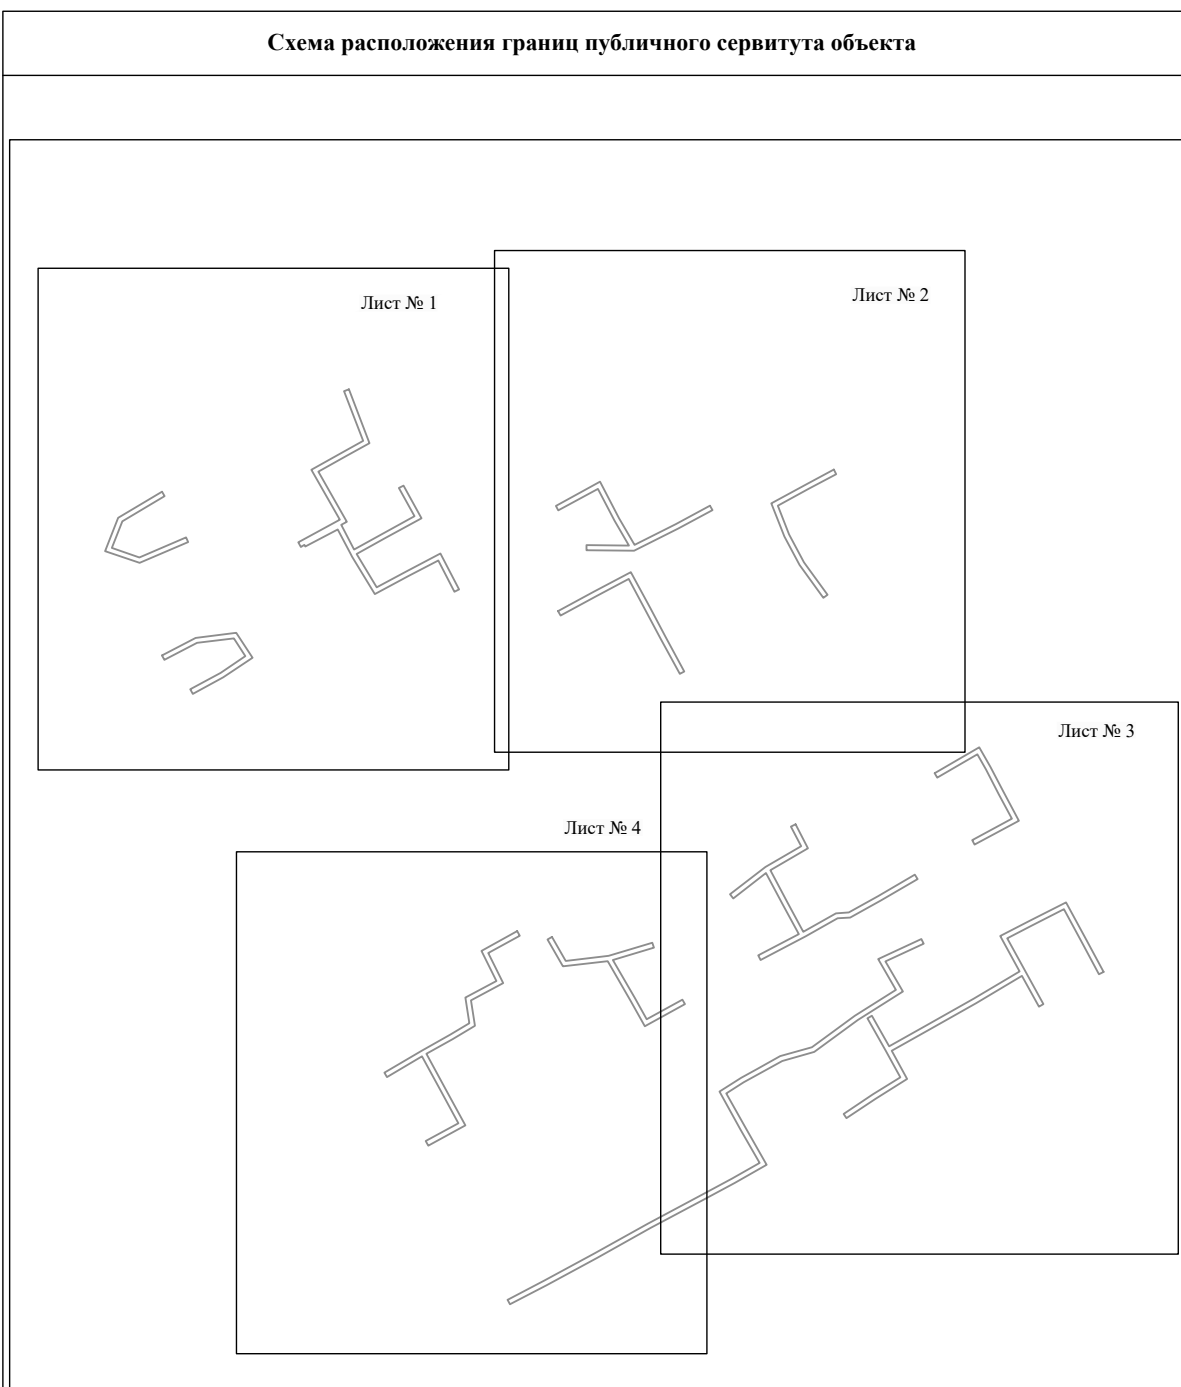 Схема расположения границ публичного сервитута объекта
Лист № 1
Лист № 2
Лист № 3
Лист № 4